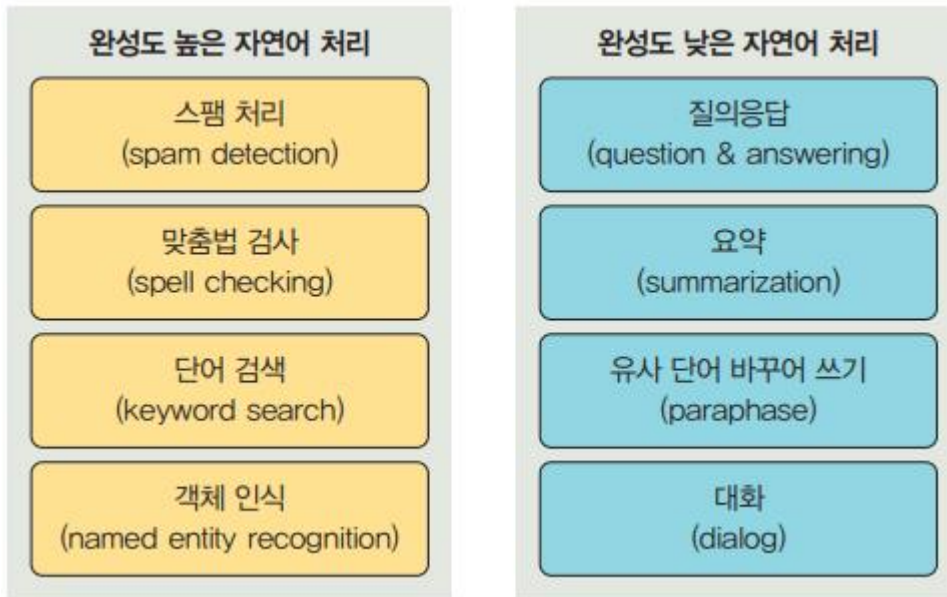 완성도 높은 자연어 처리
스팸 처리
(spam detection)
맞춤법 검사
(spell checking)
단어 검색
(keyword search)
객체 인식
(named entity recognition)
완성도 낮은 자연어 처리
질의응답
(question & answering)
요약
(summarization)
유사 단어 바꾸어 쓰기
(paraphase)
대화
(dialog)